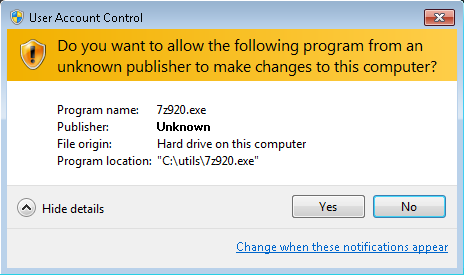 User Account Control
Do you want to allow the following program from an
unknown publisher to make changes to this computer?
Program name: 7z920.exe
Publisher: Unknown
File origin: Hard drive on this computer
Program location: "C:\utils\7z920.exe"
Hide details
Yes
No
Change when these notifications appear